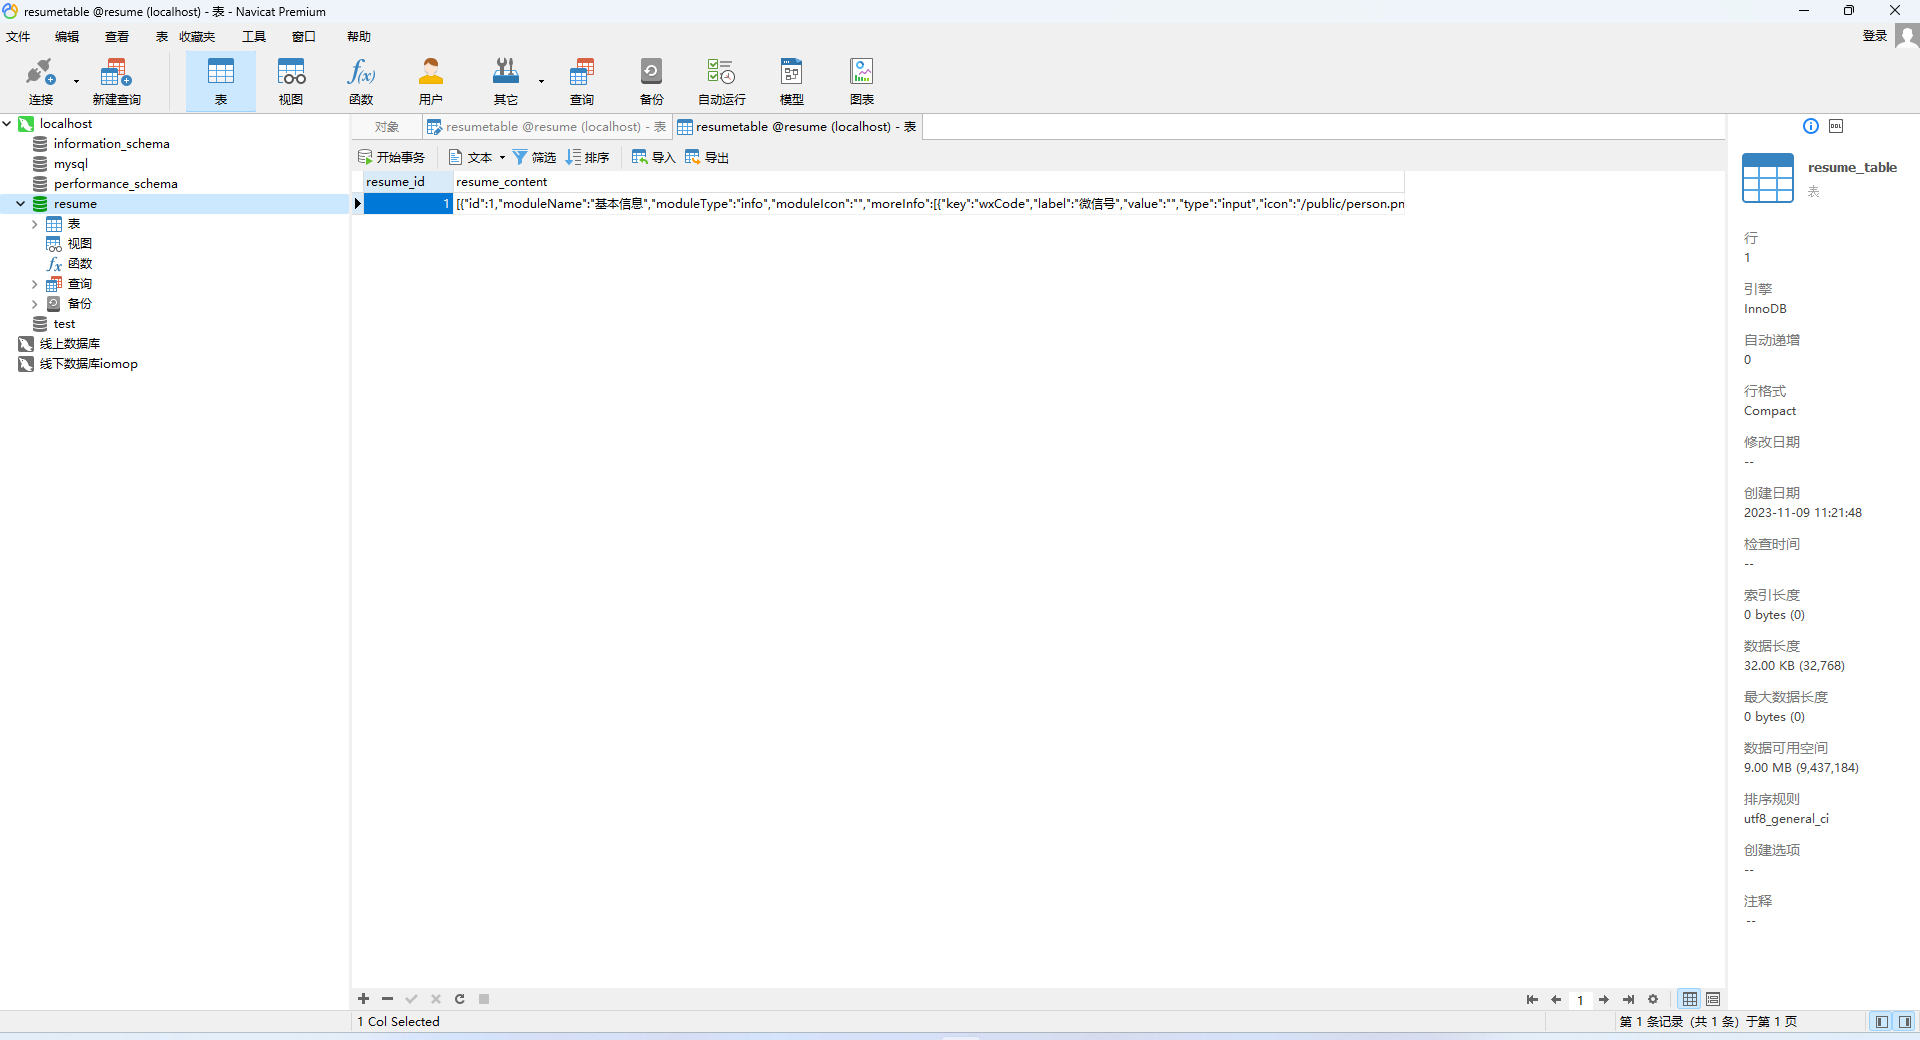 resumetable @resume (localhost) - 表 - Navicat Premium
文件 编辑 查看 表 收藏夹 工具 窗口 帮助 登录
连接 新建查询 表 视图 函数 用户 其它 查询 备份 自动运行 模型 图表
localhost
information_schema
mysql
performance_schema
resume
表
视图
函数
查询
备份
test
线上数据库
线下数据库iomop
对象 resumetable @resume (localhost) - 表 resumetable @resume (localhost) - 表
开始事务 文本 筛选 排序 导入 导出
resume_id resume_content
1 [{"id":1,"moduleName":"基本信息","moduleType":"info","moduleIcon":"","moreInfo":[{"key":"wxCode","label":"微信号","value":"","type":"input","icon":"/public/person.pn
DDL
resume_table
表
行
1
引擎
InnoDB
自动递增
0
行格式
Compact
修改日期
--
创建日期
2023-11-09 11:21:48
检查时间
--
索引长度
0 bytes (0)
数据长度
32.00 KB (32,768)
最大数据长度
0 bytes (0)
数据可用空间
9.00 MB (9,437,184)
排序规则
utf8_general_ci
创建选项
--
注释
--
1
1 Col Selected
第 1 条记录 (共 1 条) 于第 1 页